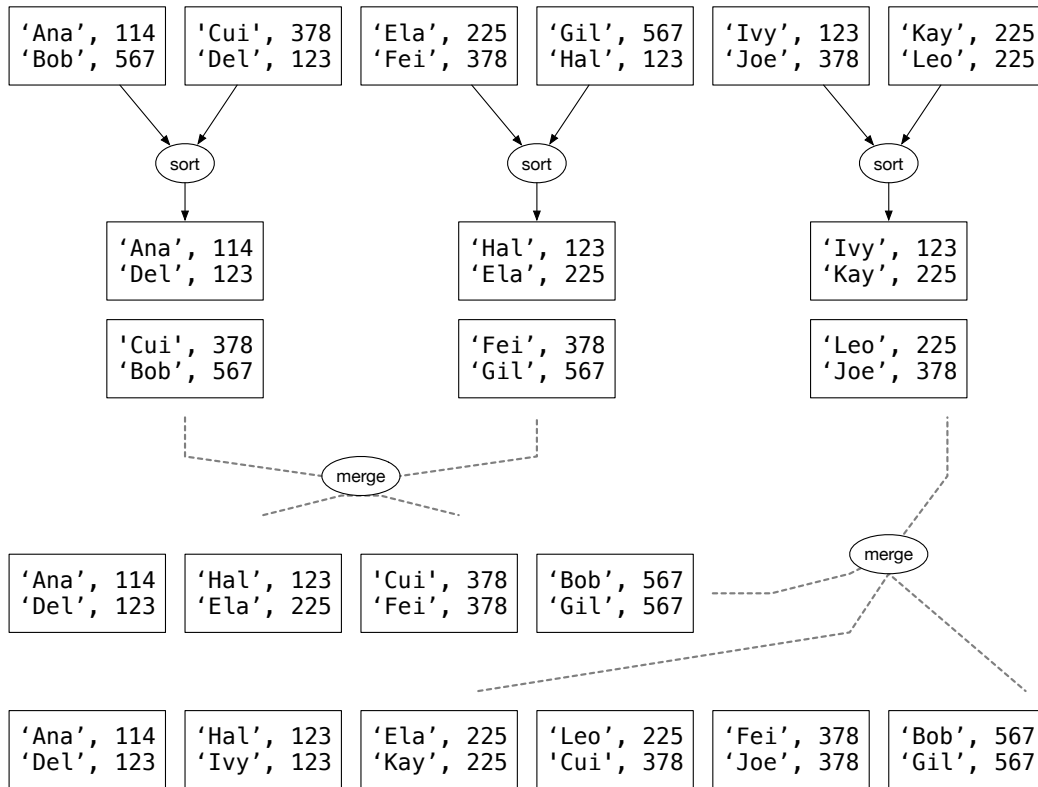 ‘Ana’, 114
‘Bob’, 567
'Cui', 378
‘Del’, 123
‘Ela’, 225
‘Fei’, 378
‘Gil’, 567
‘Hal’, 123
‘Ivy’, 123
‘Joe’, 378
‘Kay’, 225
‘Leo’, 225
sort
sort
sort
‘Ana’, 114
‘Del’, 123
‘Hal’, 123
‘Ela’, 225
‘Ivy’, 123
‘Kay’, 225
'Cui', 378
‘Bob’, 567
‘Fei’, 378
‘Gil’, 567
‘Leo’, 225
‘Joe’, 378
merge
merge
‘Ana’, 114
‘Del’, 123
‘Hal’, 123
‘Ela’, 225
'Cui', 378
‘Fei’, 378
‘Bob’, 567
‘Gil’, 567
‘Ana’, 114
‘Del’, 123
‘Hal’, 123
‘Ivy’, 123
‘Ela’, 225
‘Kay’, 225
‘Leo’, 225
'Cui', 378
‘Fei’, 378
‘Joe’, 378
‘Bob’, 567
‘Gil’, 567